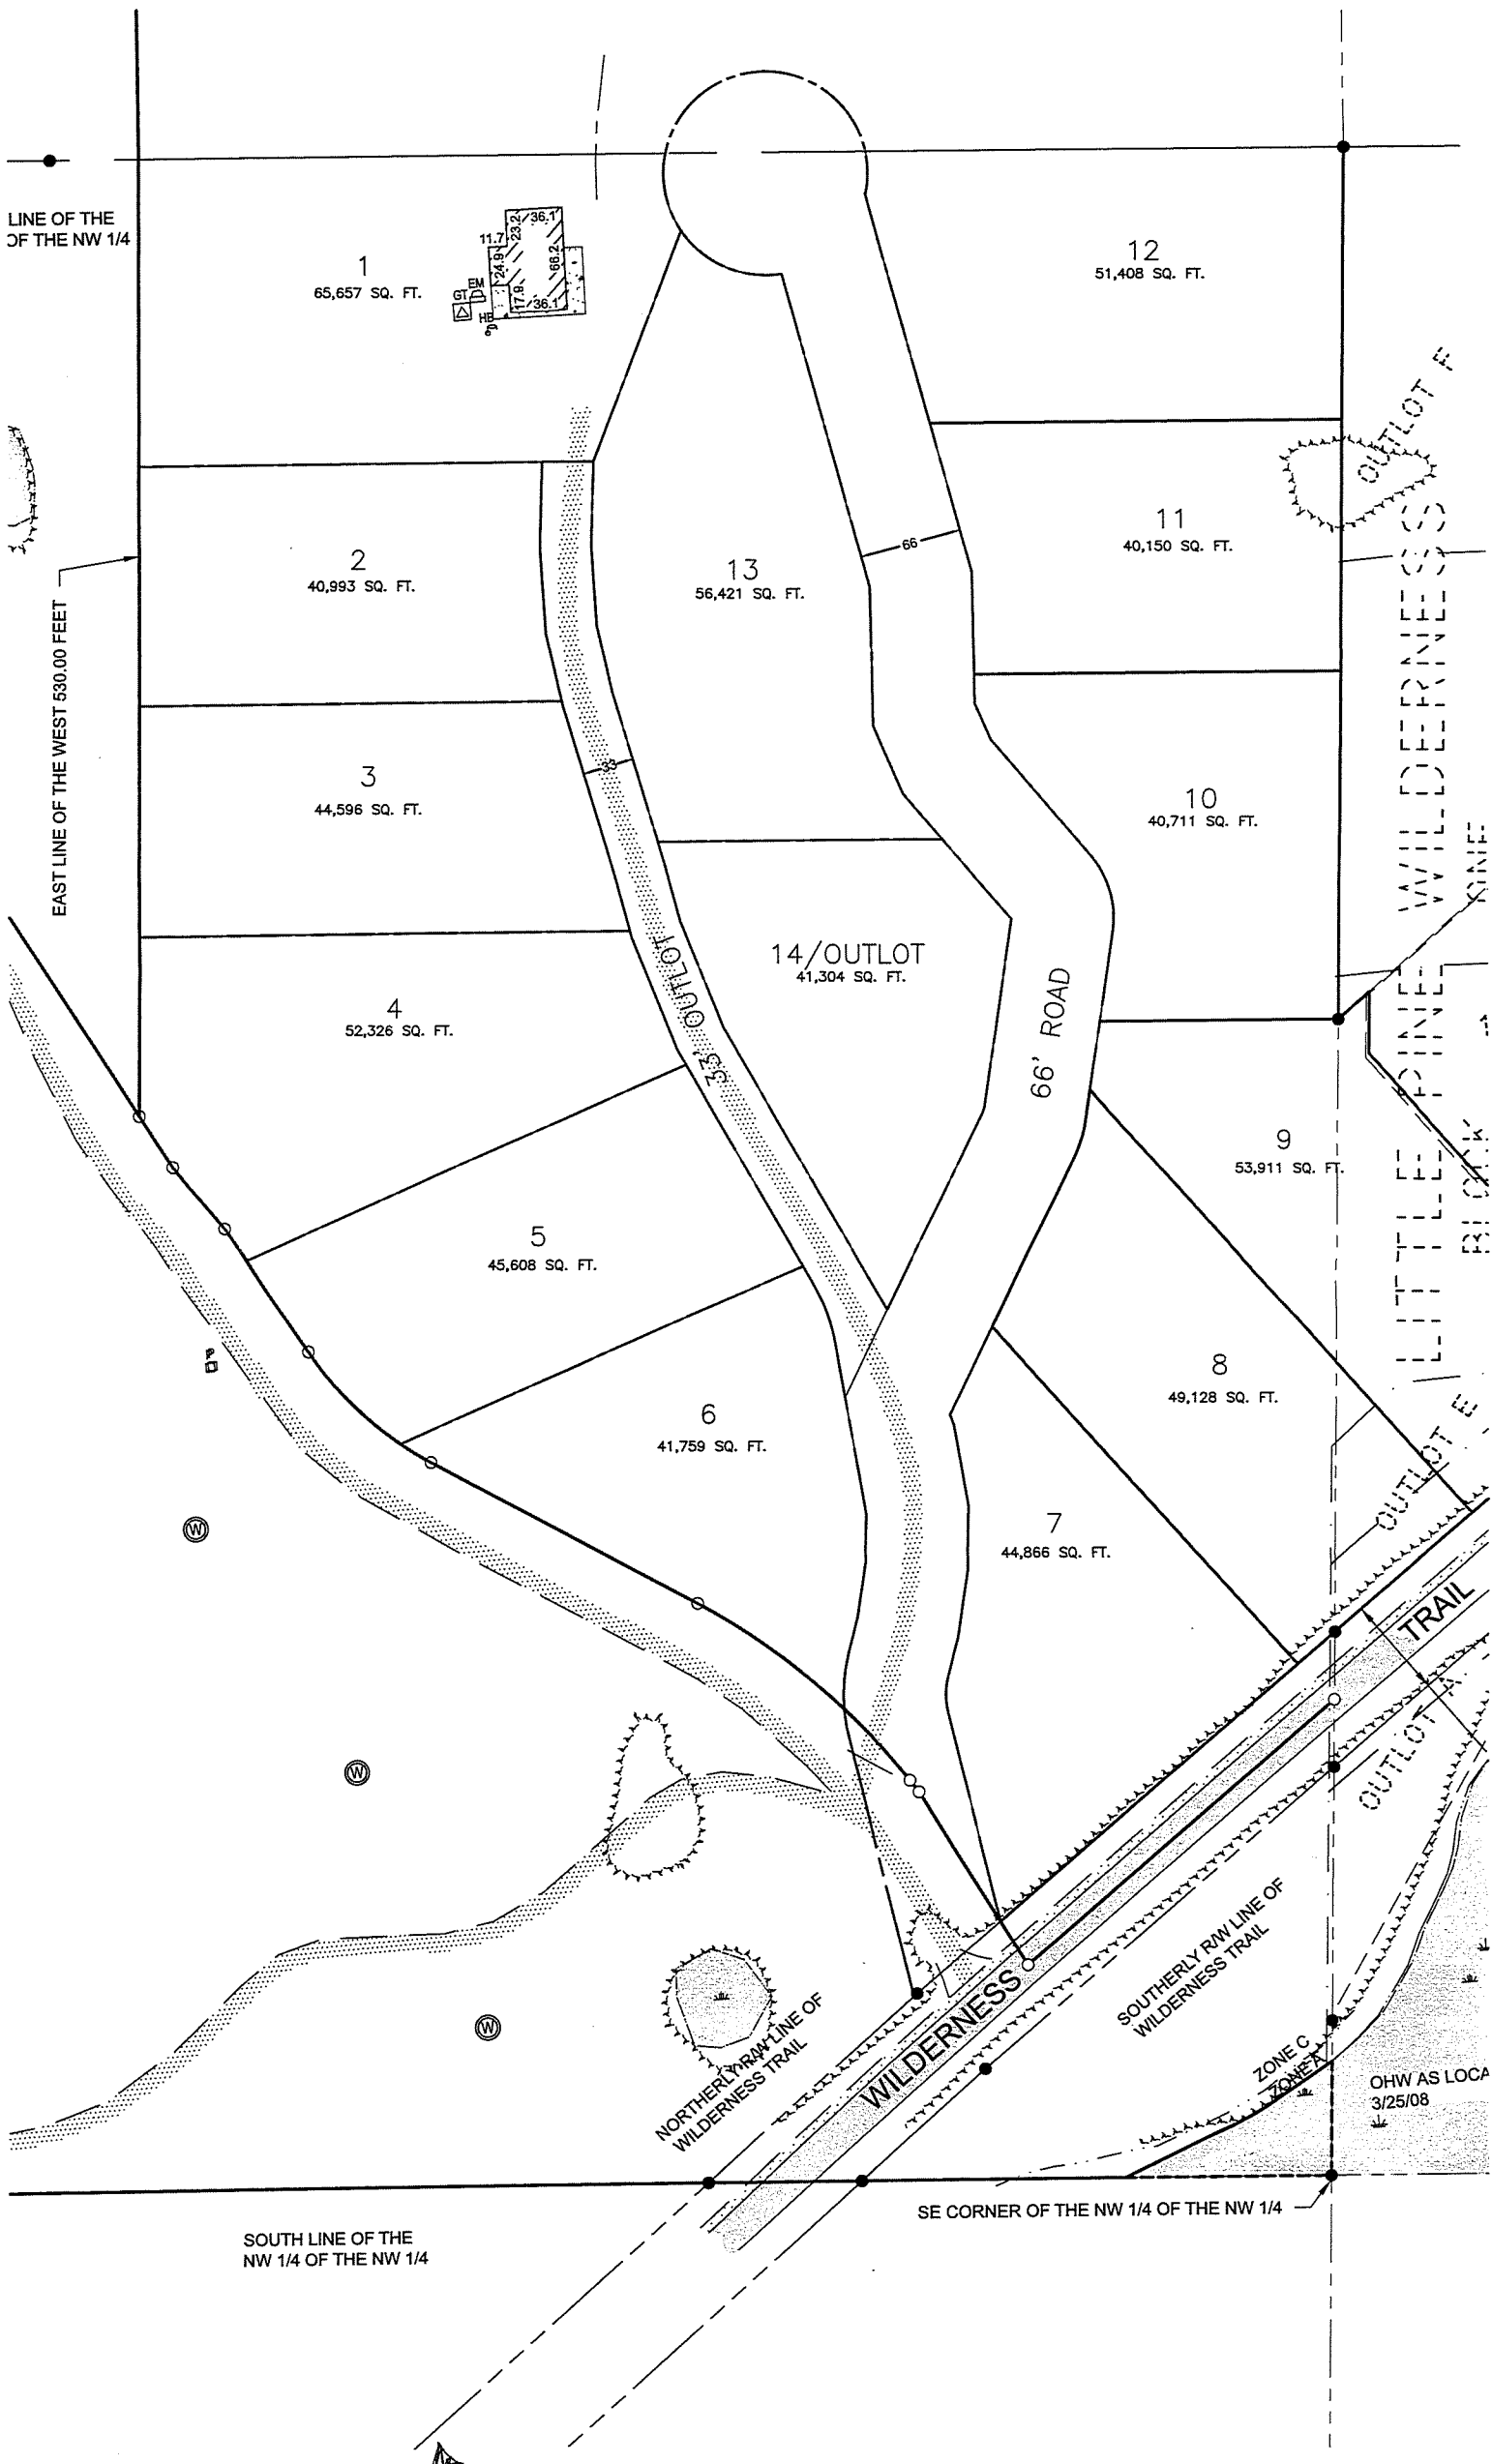 LINE OF THE
OF THE NW 1/4
1
65,657 SQ. FT.
36.1
23.2
11.7
24.9
66.2
17.9
36.1
EM
GT
HB
12
51,408 SQ. FT.
OUTLOT F
2
40,993 SQ. FT.
13
56,421 SQ. FT.
66
11
40,150 SQ. FT.
EAST LINE OF THE WEST 530.00 FEET
3
44,596 SQ. FT.
33
10
40,711 SQ. FT.
LITTLE PINE WILDERNESS
BLOCK ONE
4
52,326 SQ. FT.
33' OUTLOT
14/OUTLOT
41,304 SQ. FT.
66' ROAD
9
53,911 SQ. FT.
5
45,608 SQ. FT.
P
8
49,128 SQ. FT.
OUTLOT E
6
41,759 SQ. FT.
7
44,866 SQ. FT.
W
W
W
WILDERNESS TRAIL
OUTLOT A
NORTHERLY R/W LINE OF
WILDERNESS TRAIL
SOUTHERLY R/W LINE OF
WILDERNESS TRAIL
ZONE C
ZONE A
OHW AS LOCA
3/25/08
SE CORNER OF THE NW 1/4 OF THE NW 1/4
SOUTH LINE OF THE
NW 1/4 OF THE NW 1/4